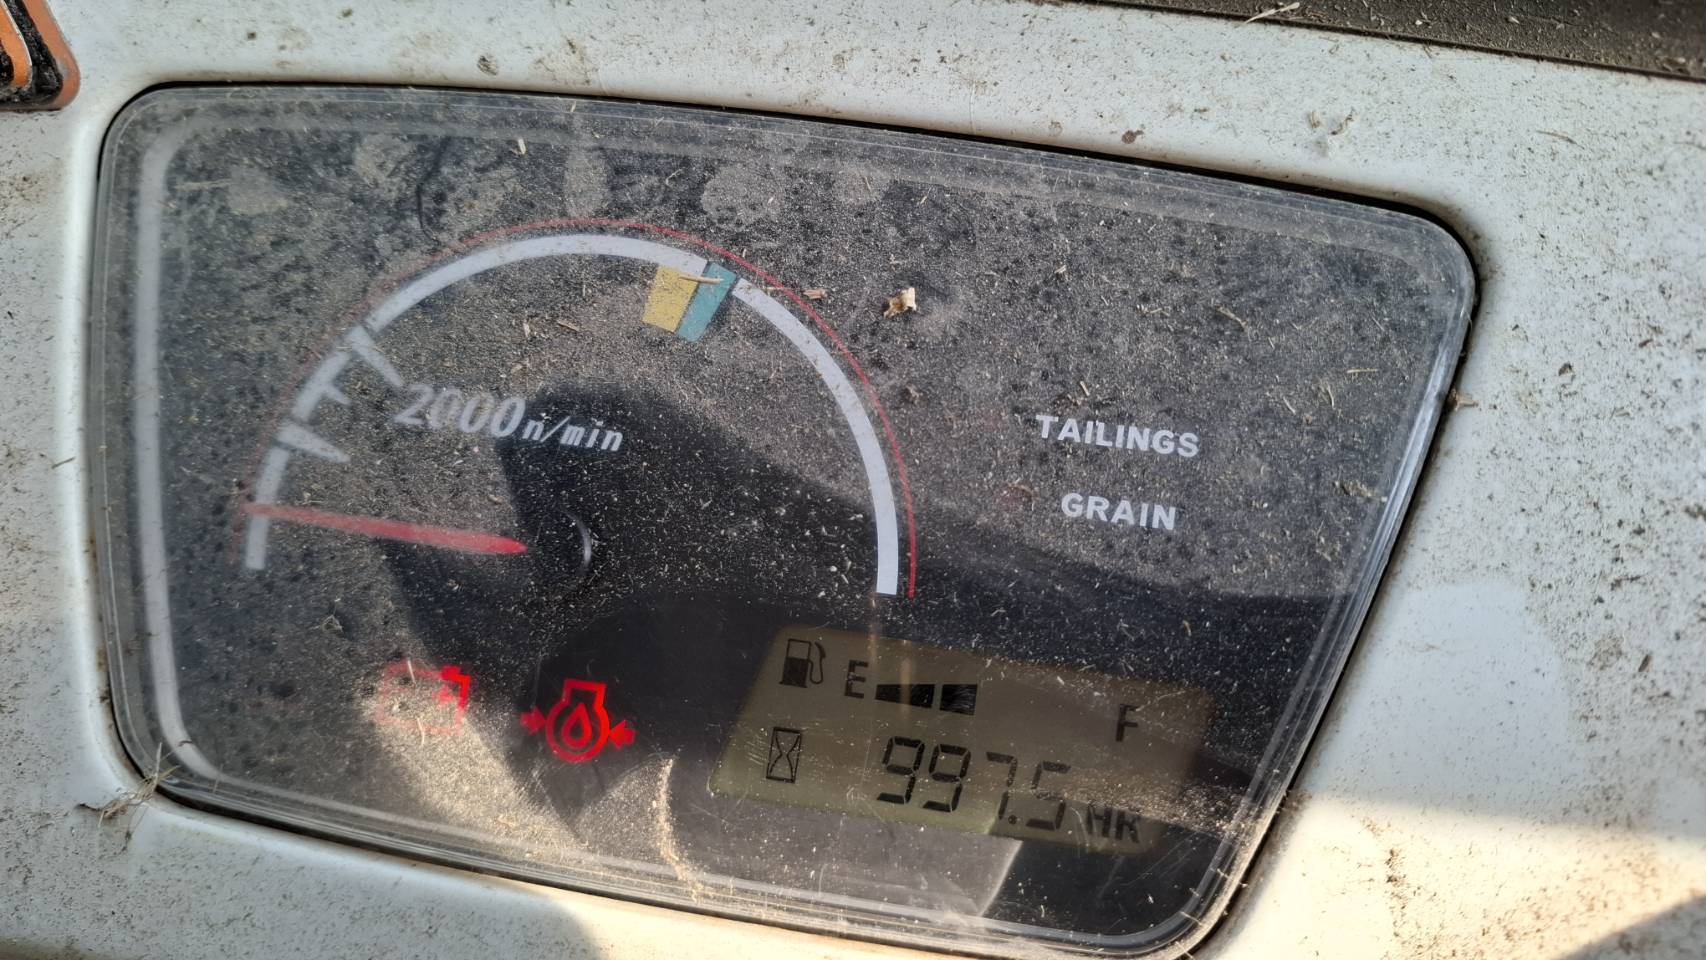 2000n/min
TAILINGS
GRAIN
E
F
997.5 HR